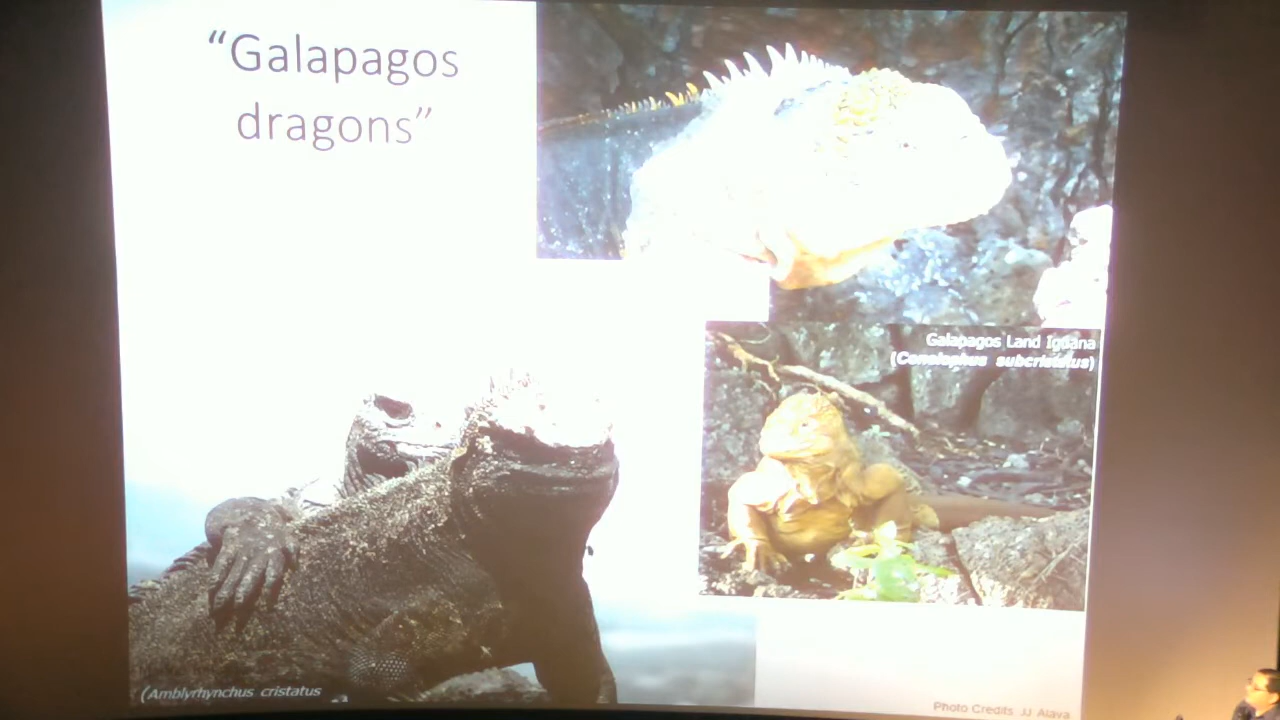 “Galapagos
dragons”
Galapagos Land Iguana
(Conolophus subcristatus)
(Amblyrhynchus cristatus
Photo Credits JJ Alava